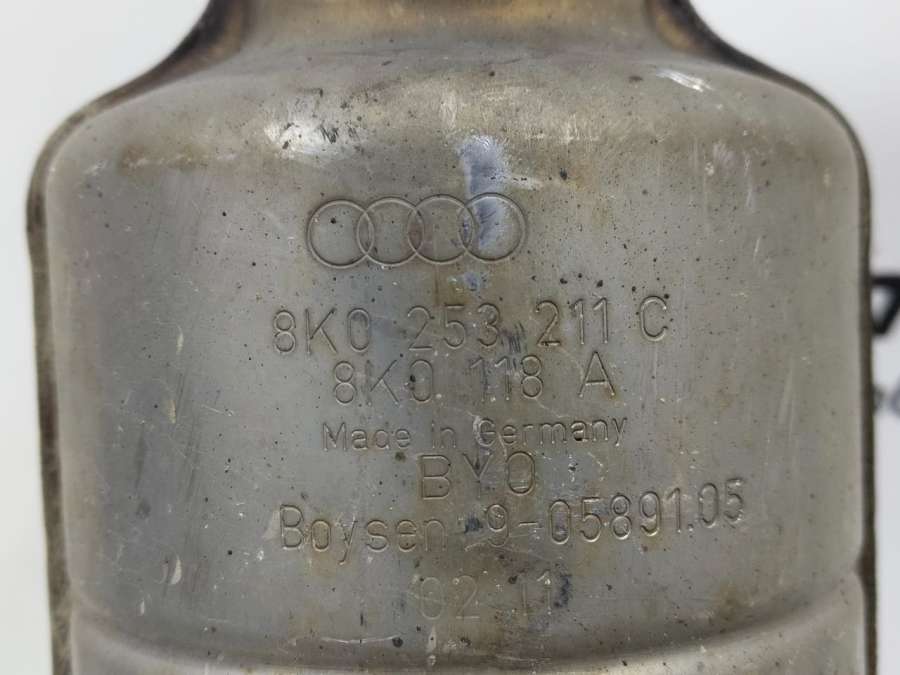 8K0 253 211 C
8K0 118 A
Made in Germany
BYO
Boysen 9-05891.05
02 11